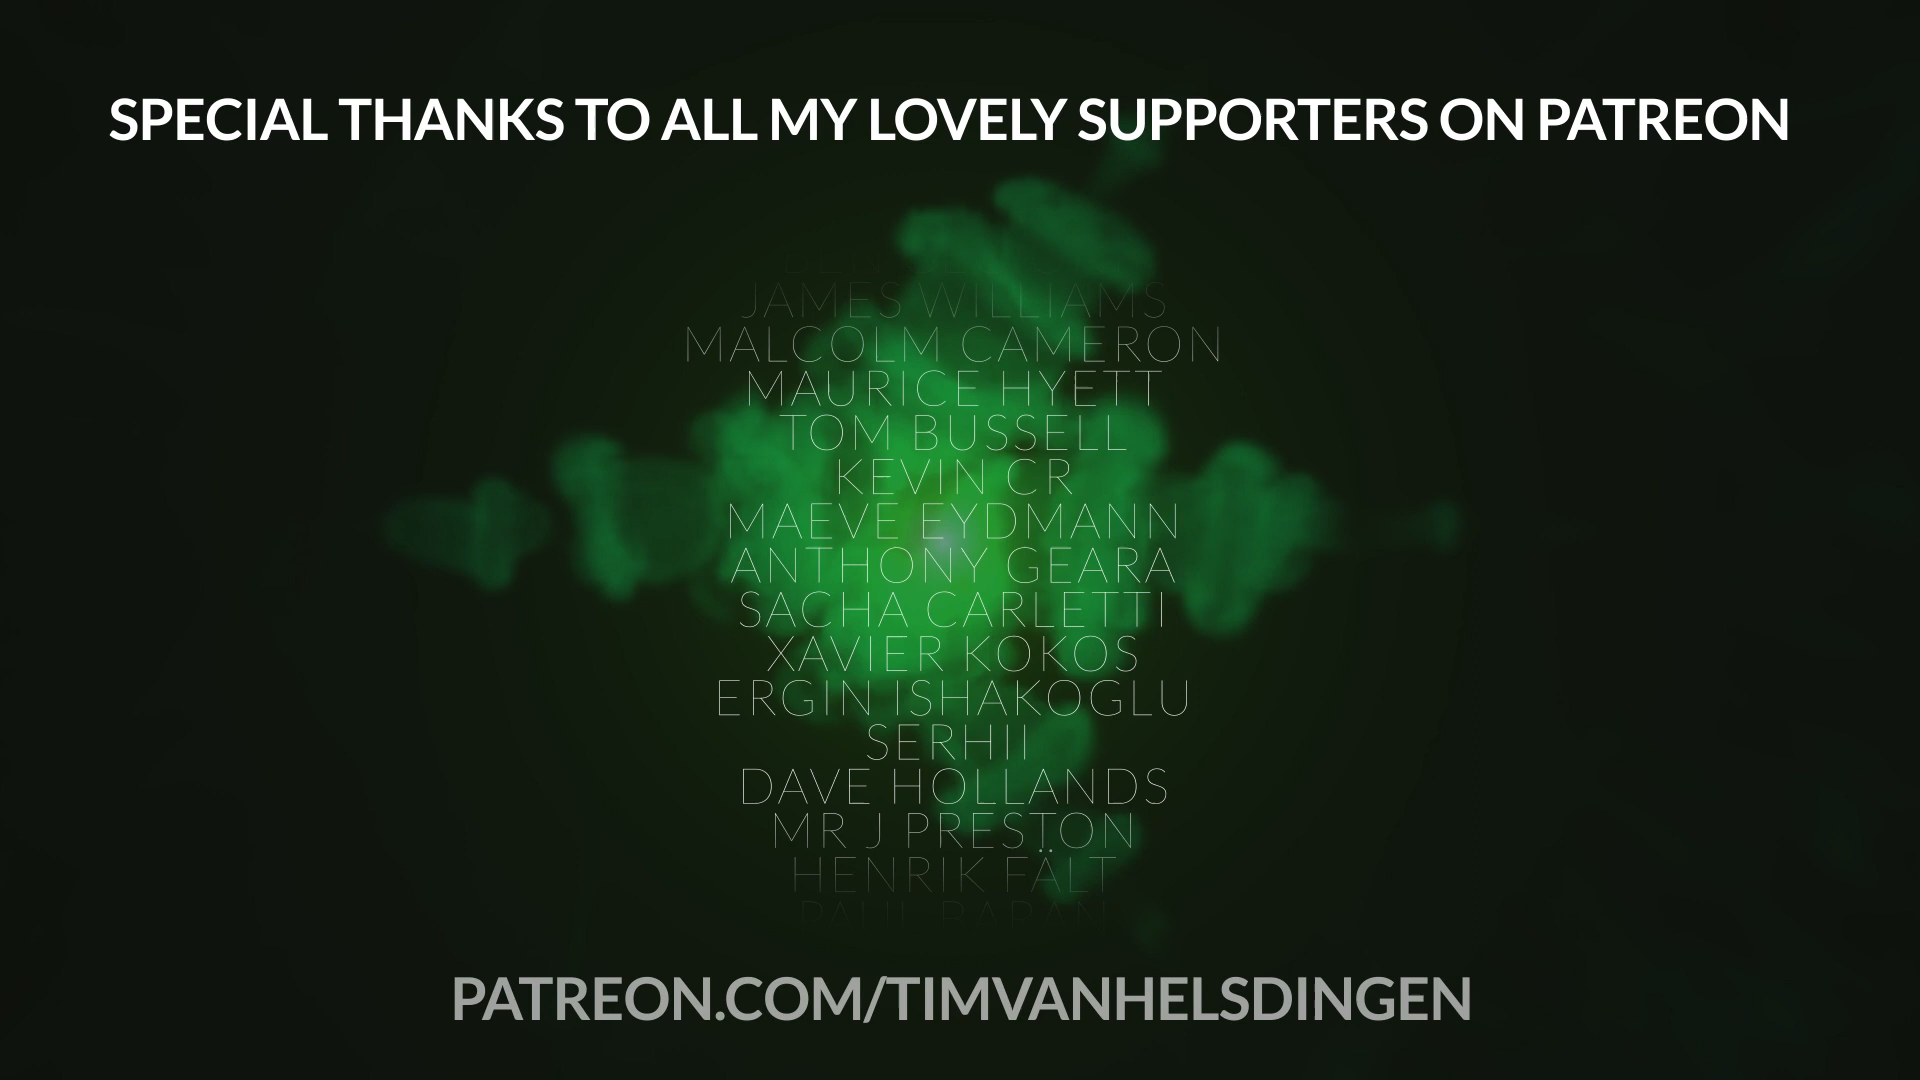 SPECIAL THANKS TO ALL MY LOVELY SUPPORTERS ON PATREON
JAMES WILLIAMS
MALCOLM CAMERON
MAURICE HYETT
TOM BUSSELL
KEVIN CR
MAEVE EYDMANN
ANTHONY GEARA
SACHA CARLETTI
XAVIER KOKOS
ERGIN ISHAKOGLU
SERHII
DAVE HOLLANDS
MR J PRESTON
HENRIK FÄLT
PAUL
PATREON.COM/TIMVANHELSDINGEN